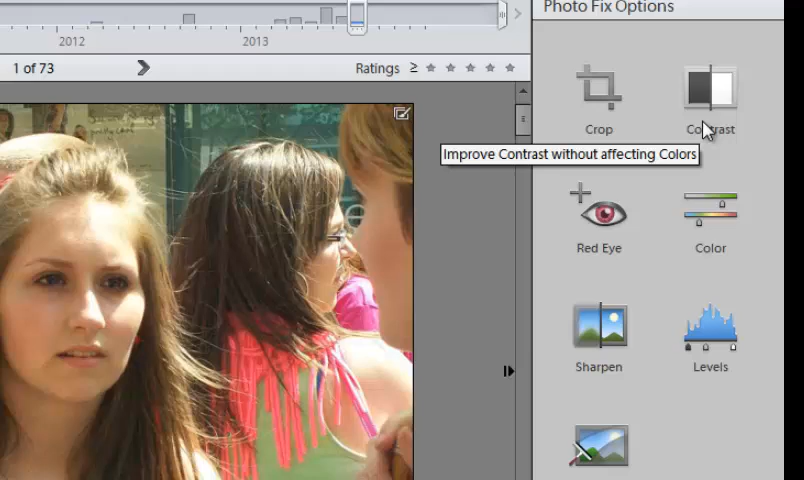 Photo Fix Options
2012
2013
1 of 73
Ratings ≥
Crop
Improve Contrast without affecting Colors
Red Eye
Color
Sharpen
Levels